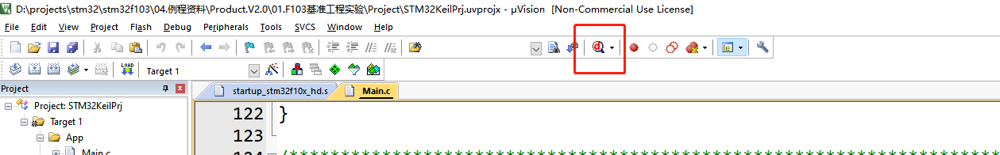 D:\projects\stm32\stm32f103\04.例程资料\Product.V2.0\01.F103基准工程实验\Project\STM32KeilPrj.uvprojx - µVision [Non-Commercial Use License]
File Edit View Project Flash Debug Peripherals Tools SVCS Window Help
LOAD Target 1
Project startup_stm32f10x_hd.s Main.c
Project: STM32KeilPrj 122 }
Target 1 123
App
Main.c 124 /******************************************************************************